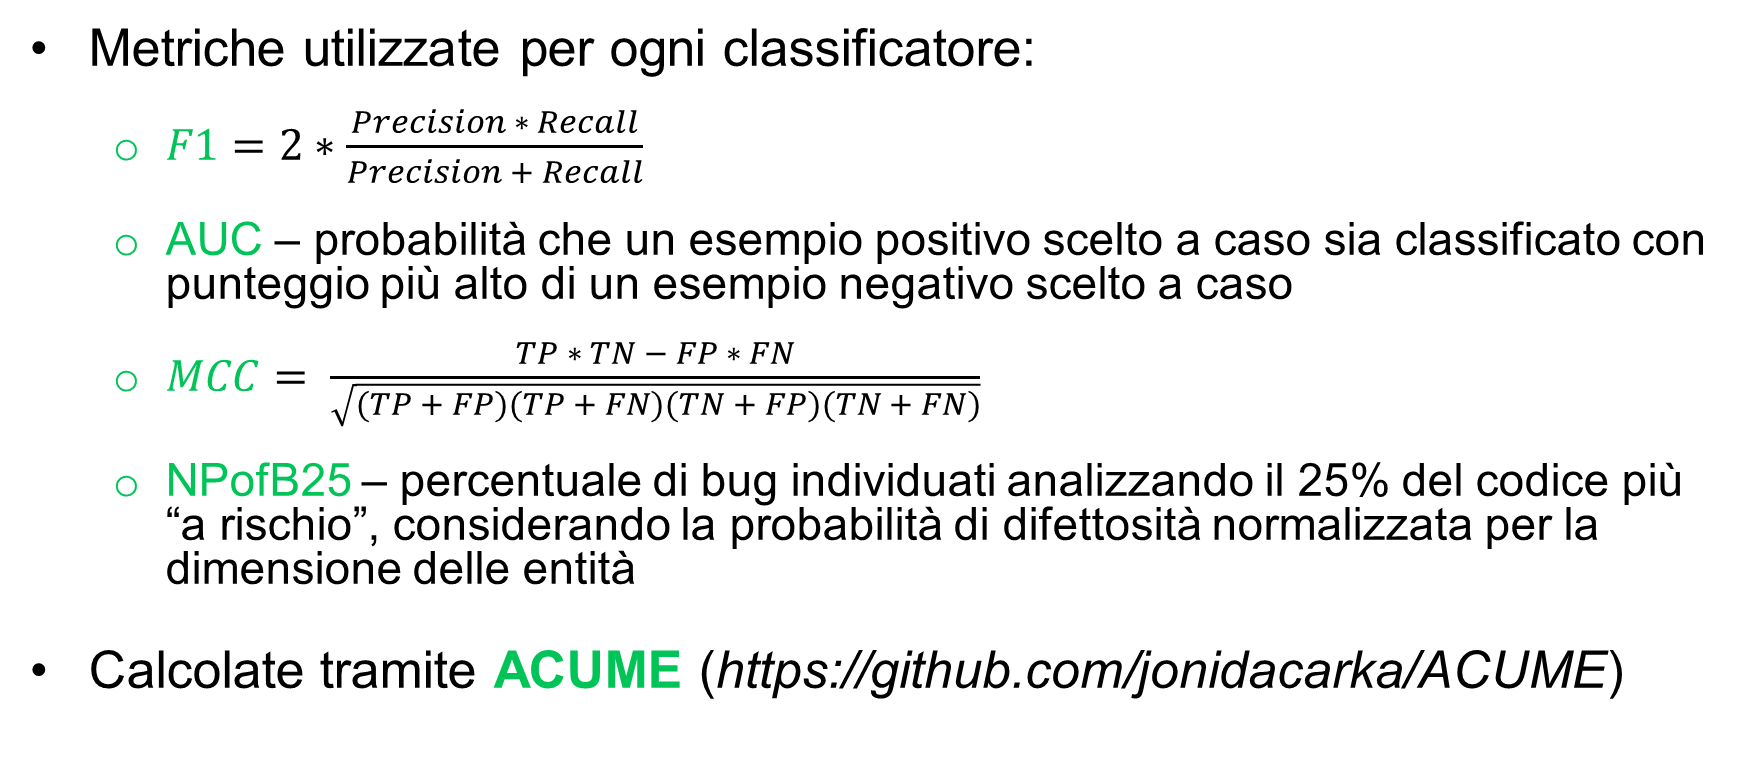 • Metriche utilizzate per ogni classificatore:
o F1 = 2 * Precision * Recall / Precision + Recall
o AUC – probabilità che un esempio positivo scelto a caso sia classificato con
punteggio più alto di un esempio negativo scelto a caso
o MCC = TP * TN − FP * FN / √(TP + FP)(TP + FN)(TN + FP)(TN + FN)
o NPofB25 – percentuale di bug individuati analizzando il 25% del codice più
“a rischio”, considerando la probabilità di difettosità normalizzata per la
dimensione delle entità
• Calcolate tramite ACUME (https://github.com/jonidacarka/ACUME)